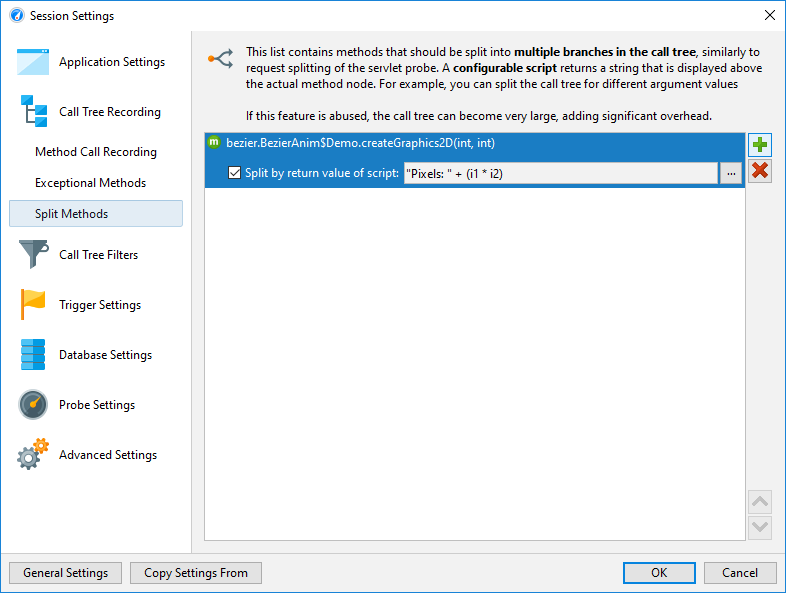 Session Settings
Application Settings
Call Tree Recording
Method Call Recording
Exceptional Methods
Split Methods
Call Tree Filters
Trigger Settings
Database Settings
Probe Settings
Advanced Settings
This list contains methods that should be split into multiple branches in the call tree, similarly to
request splitting of the servlet probe. A configurable script returns a string that is displayed above
the actual method node. For example, you can split the call tree for different argument values
If this feature is abused, the call tree can become very large, adding significant overhead.
m bezier.BezierAnim$Demo.createGraphics2D(int, int)
Split by return value of script: "Pixels: " + (i1 * i2) ...
General Settings
Copy Settings From
OK
Cancel